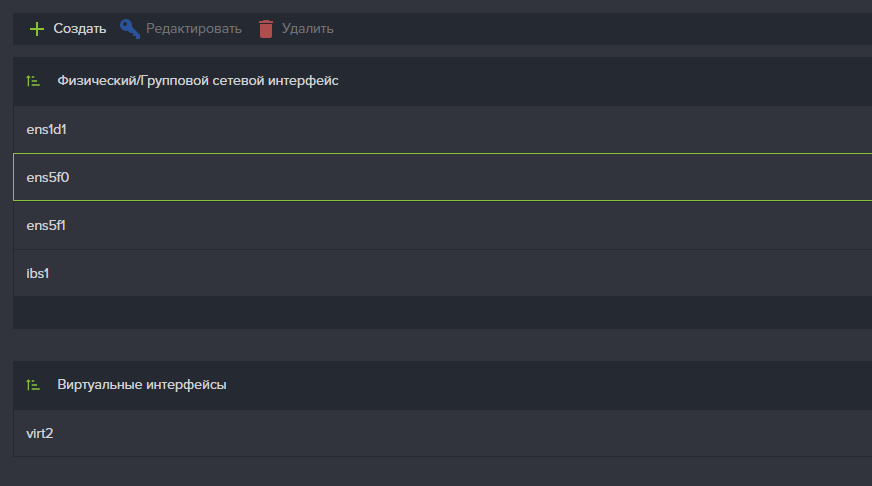 Создать Редактировать Удалить
Физический/Групповой сетевой интерфейс
ens1d1
ens5f0
ens5f1
ibs1
Виртуальные интерфейсы
virt2